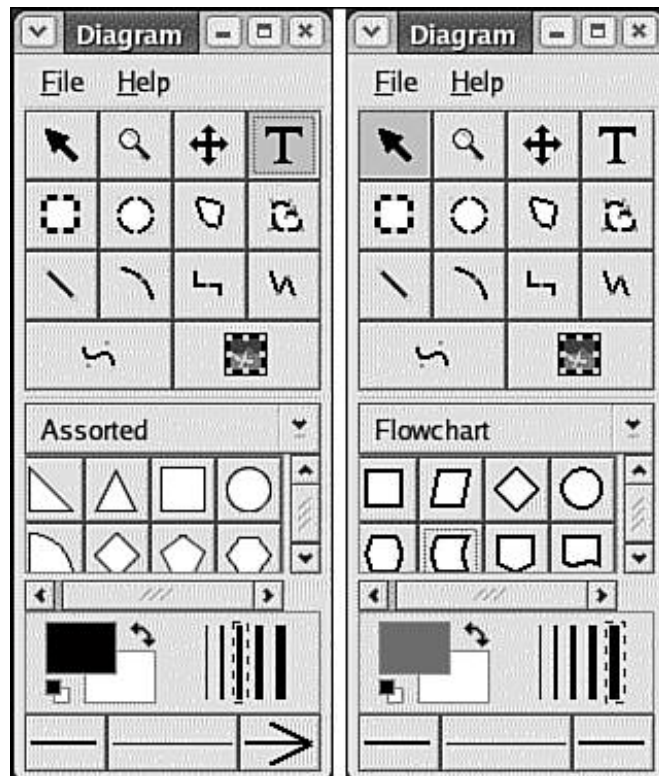 Diagram
File Help
T
Assorted
Diagram
File Help
T
Flowchart